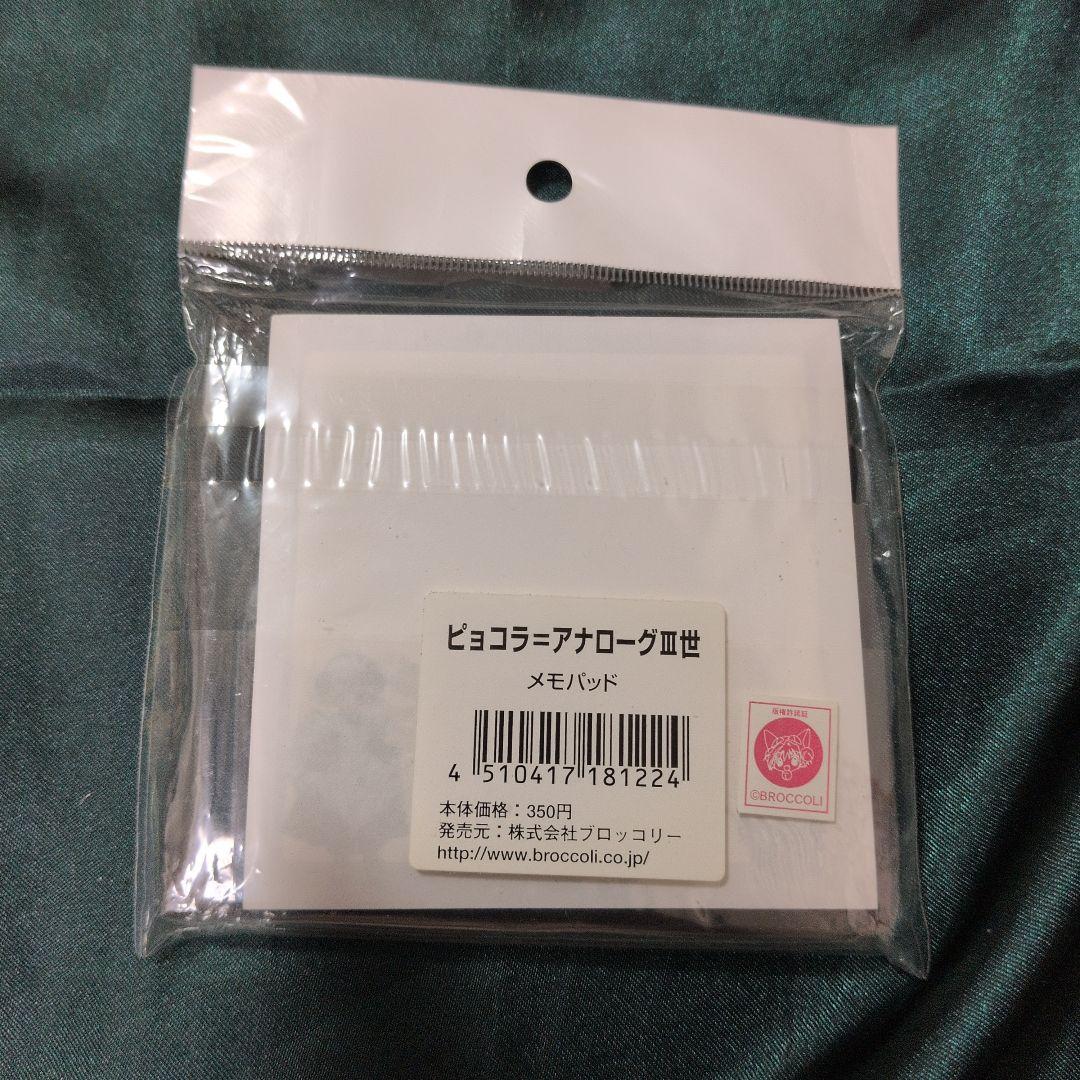 ピョコラ=アナローグⅢ世
メモパッド
4 510417 181224
本体価格：350円
発売元：株式会社ブロッコリー
http://www.broccoli.co.jp/
版権許諾証
©BROCCOLI